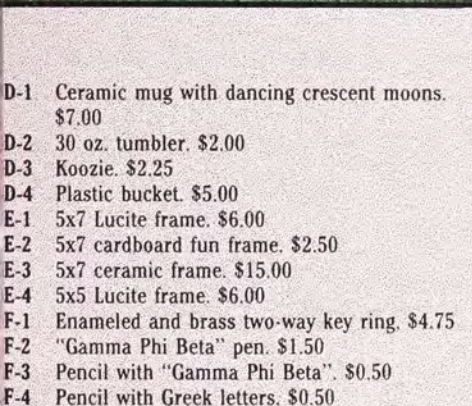 D-1 Ceramic mug with dancing crescent moons.
$7.00
D-2 30 oz. tumbler. $2.00
D-3 Koozie. $2.25
D-4 Plastic bucket. $5.00
E-1 5x7 Lucite frame. $6.00
E-2 5x7 cardboard fun frame. $2.50
E-3 5x7 ceramic frame. $15.00
E-4 5x5 Lucite frame. $6.00
F-1 Enameled and brass two-way key ring. $4.75
F-2 "Gamma Phi Beta" pen. $1.50
F-3 Pencil with "Gamma Phi Beta". $0.50
F-4 Pencil with Greek letters. $0.50